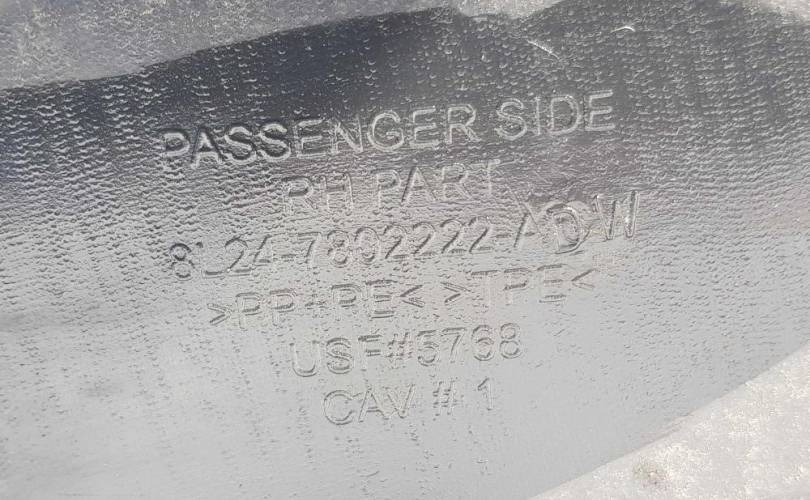 PASSENGER SIDE
RH PART
8L24-7802222-ADW
>PP+PE< >TPE<
USF#5768
CAV # 1